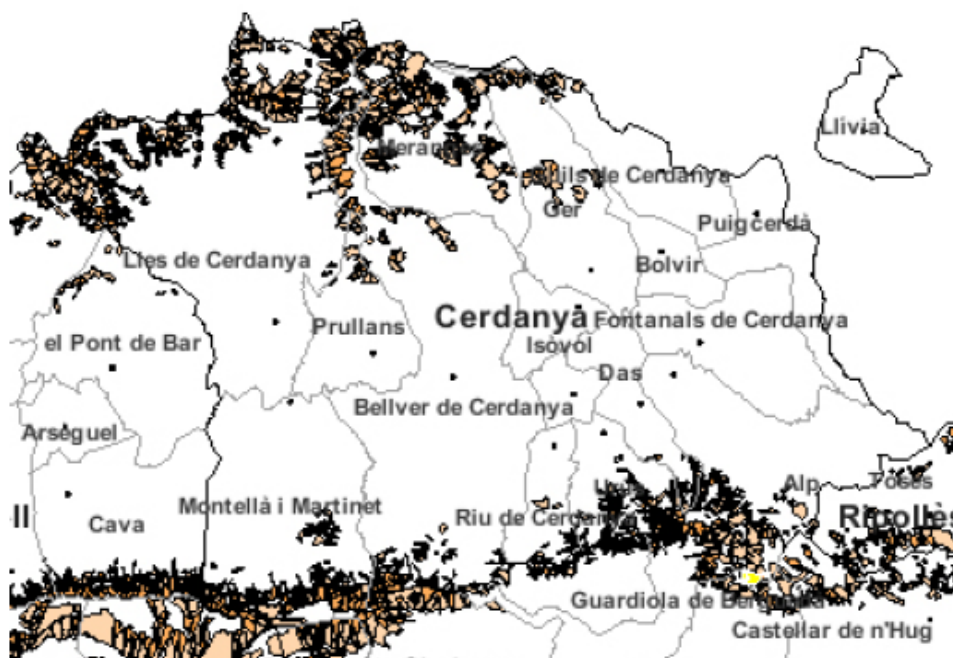 Llívia
Meran
Guils de Cerdanya
Ger
Puigcerdà
Lles de Cerdanya
Bolvir
Cerdanya
Prullans
Fontanals de Cerdanya
el Pont de Bar
Isòvol
Das
Bellver de Cerdanya
Arsèguel
Alp
Toses
Montellà i Martinet
ll
Cava
Riu de Cerdanya
Ripollès
Guardiola de Berguedà
Castellar de n'Hug